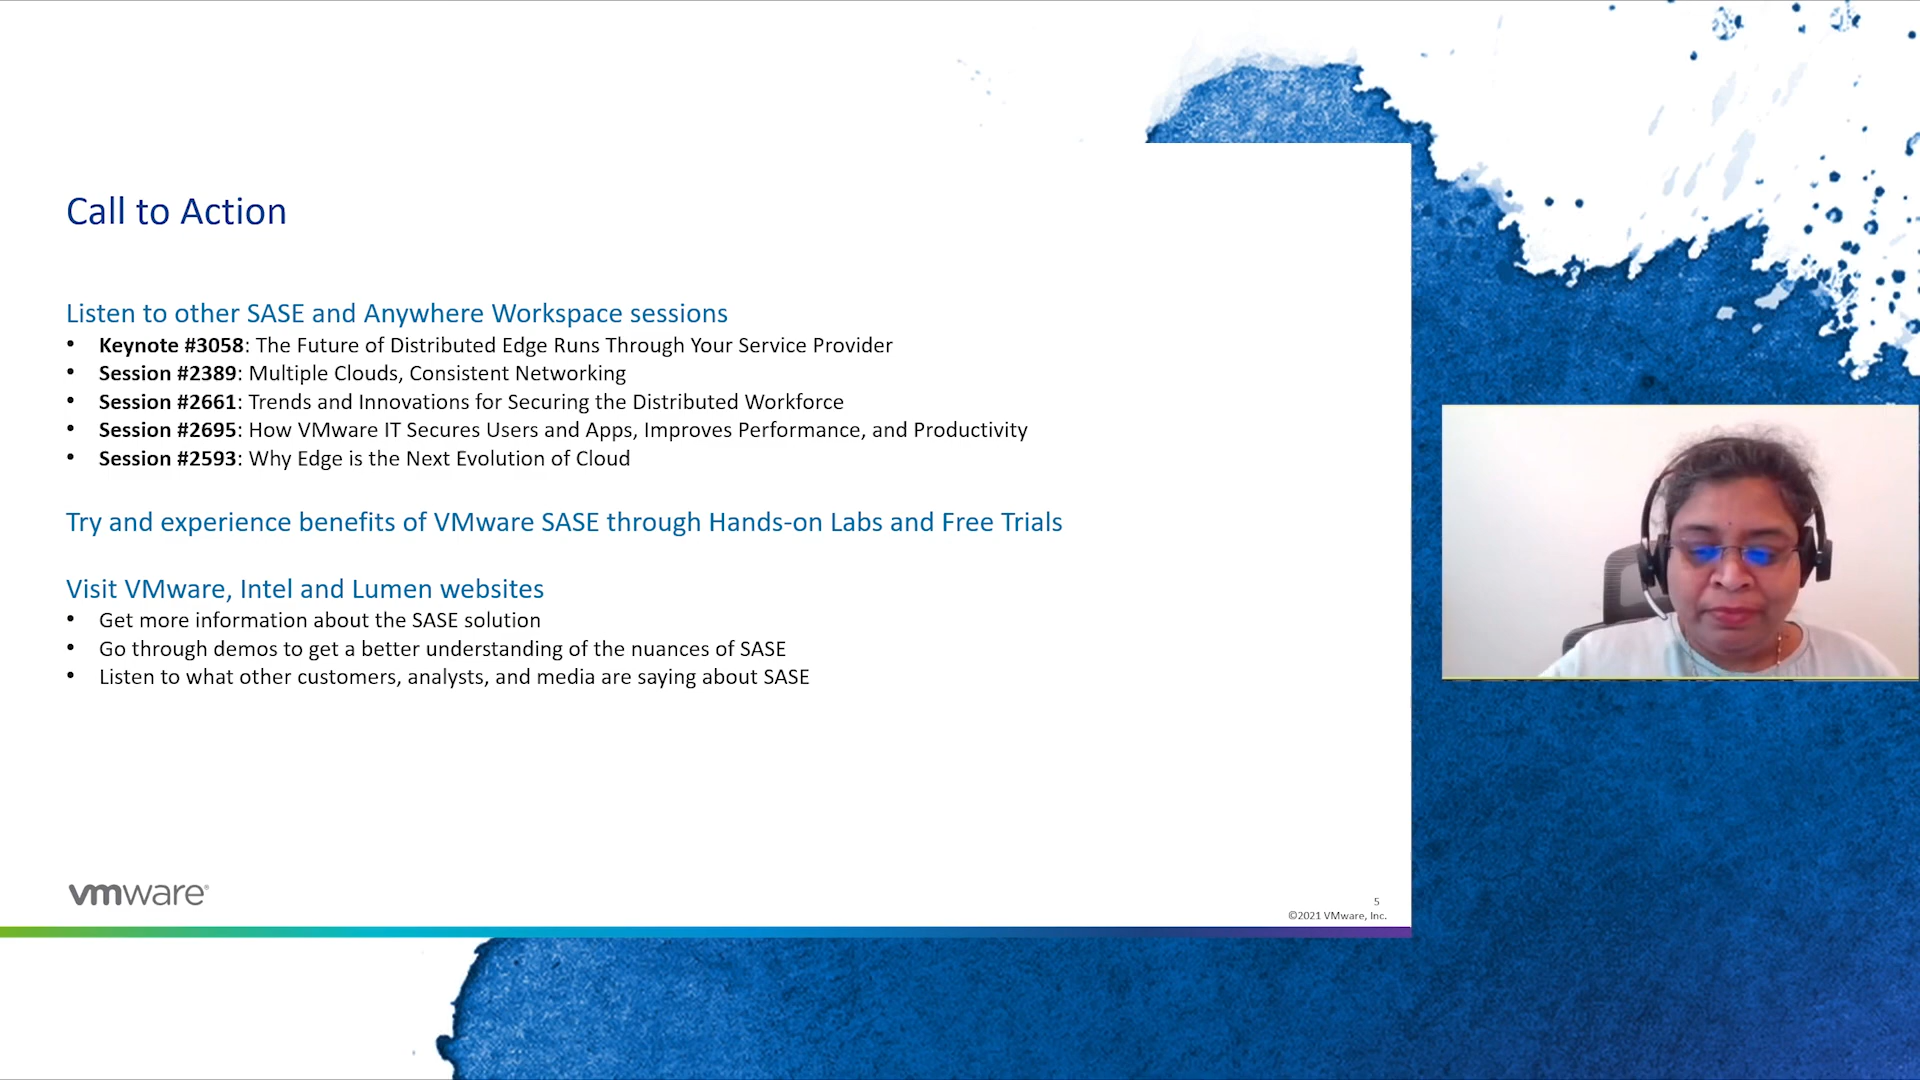 Call to Action
Listen to other SASE and Anywhere Workspace sessions
• Keynote #3058: The Future of Distributed Edge Runs Through Your Service Provider
• Session #2389: Multiple Clouds, Consistent Networking
• Session #2661: Trends and Innovations for Securing the Distributed Workforce
• Session #2695: How VMware IT Secures Users and Apps, Improves Performance, and Productivity
• Session #2593: Why Edge is the Next Evolution of Cloud
Try and experience benefits of VMware SASE through Hands-on Labs and Free Trials
Visit VMware, Intel and Lumen websites
• Get more information about the SASE solution
• Go through demos to get a better understanding of the nuances of SASE
• Listen to what other customers, analysts, and media are saying about SASE
vmware®
5
©2021 VMware, Inc.